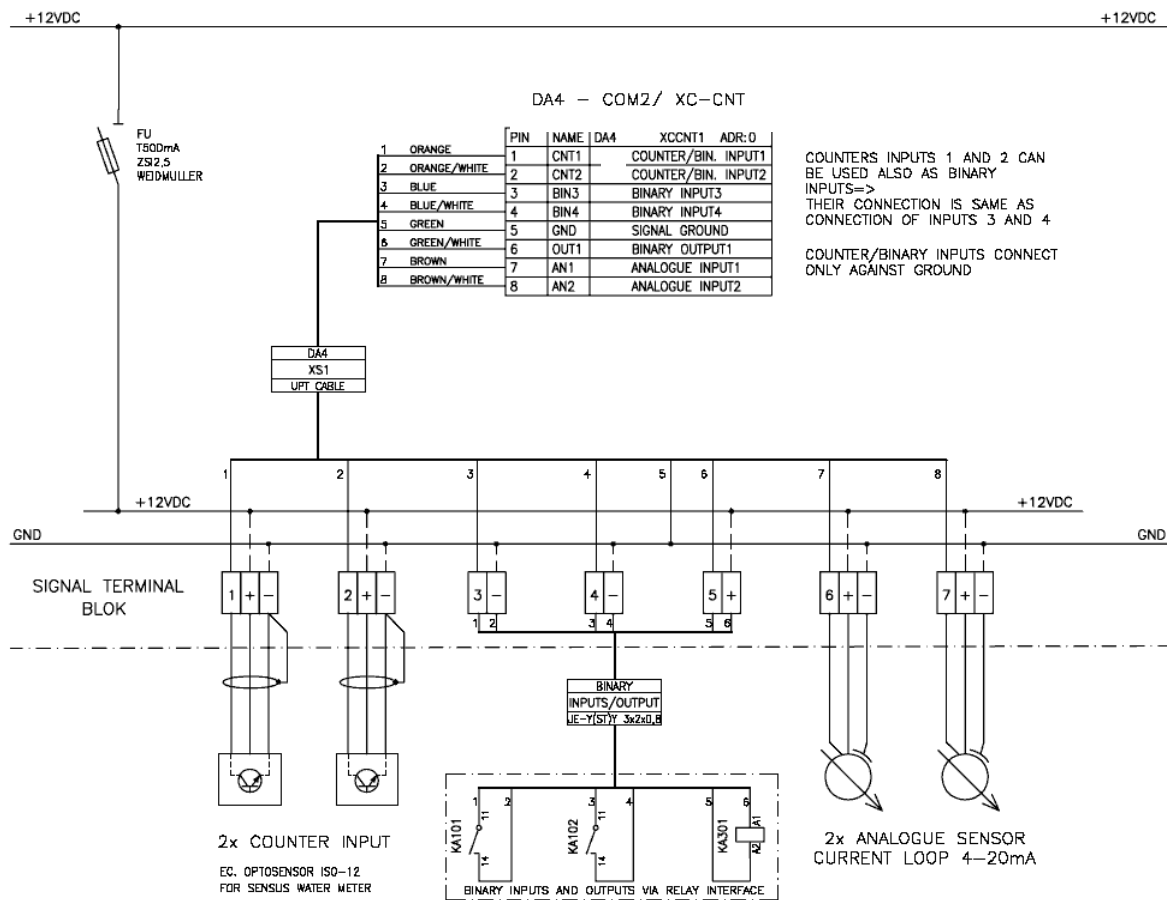 +12VDC +12VDC
DA4 - COM2/ XC-CNT
FU
T500mA
ZSI2,5
WEIDMULLER
PIN NAME DA4 XCCNT1 ADR:0
1 ORANGE 1 CNT1 COUNTER/BIN. INPUT1
2 ORANGE/WHITE 2 CNT2 COUNTER/BIN. INPUT2
3 BLUE 3 BIN3 BINARY INPUT3
4 BLUE/WHITE 4 BIN4 BINARY INPUT4
5 GREEN 5 GND SIGNAL GROUND
6 GREEN/WHITE 6 OUT1 BINARY OUTPUT1
7 BROWN 7 AN1 ANALOGUE INPUT1
8 BROWN/WHITE 8 AN2 ANALOGUE INPUT2
COUNTERS INPUTS 1 AND 2 CAN
BE USED ALSO AS BINARY
INPUTS=>
THEIR CONNECTION IS SAME AS
CONNECTION OF INPUTS 3 AND 4
COUNTER/BINARY INPUTS CONNECT
ONLY AGAINST GROUND
DA4
XS1
UPT CABLE
1 2 3 4 5 6 7 8
+12VDC +12VDC
GND GND
SIGNAL TERMINAL
BLOK
1 + - 2 + - 3 - 4 - 5 + 6 + - 7 + -
1 2 3 4 5 6
BINARY
INPUTS/OUTPUT
JE-Y(ST)Y 3x2x0,8
1 2 3 4 5 6
KA101 11 14
KA102 11 14
KA301 A1 A2
BINARY INPUTS AND OUTPUTS VIA RELAY INTERFACE
2x COUNTER INPUT
EC. OPTOSENSOR ISO-12
FOR SENSUS WATER METER
2x ANALOGUE SENSOR
CURRENT LOOP 4-20mA